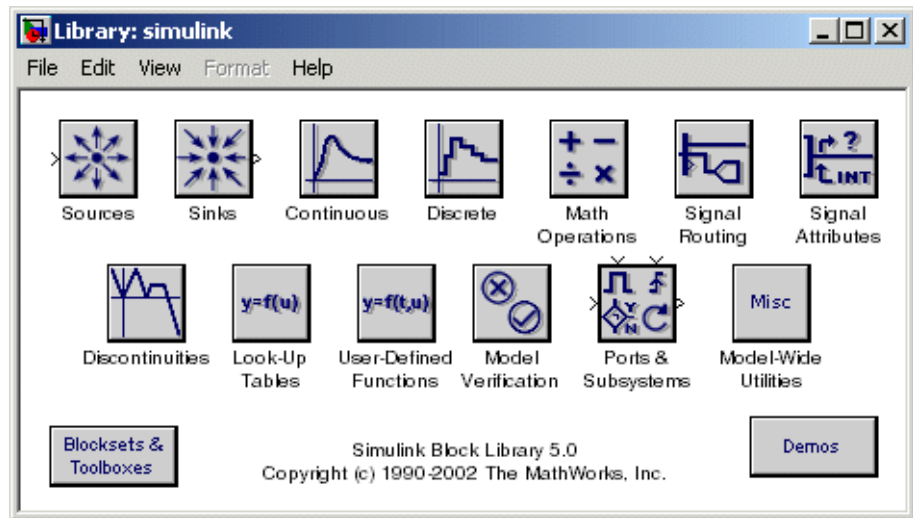 Library: simulink
File Edit View Format Help
+ −
÷ ×
? INT
Sources Sinks Continuous Discrete Math Operations Signal Routing Signal Attributes
y=f(u) y=f(t,u) Y N Misc
Discontinuities Look-Up Tables User-Defined Functions Model Verification Ports & Subsystems Model-Wide Utilities
Blocksets & Toolboxes
Simulink Block Library 5.0
Copyright (c) 1990-2002 The MathWorks, Inc.
Demos